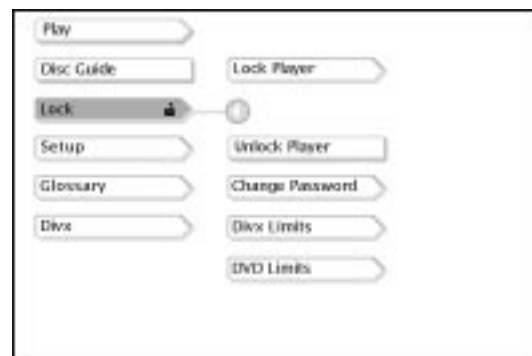 Play
Disc Guide
Lock
Setup
Glossary
Divx
Lock Player
Unlock Player
Change Password
Divx Limits
DVD Limits